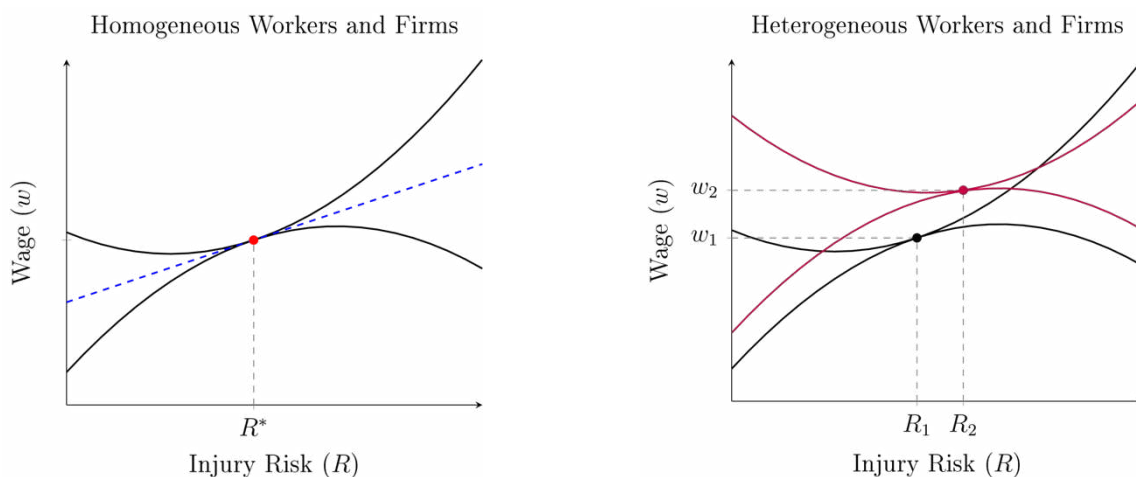 Homogeneous Workers and Firms
Wage (w)
R*
Injury Risk (R)
Heterogeneous Workers and Firms
Wage (w)
w₂
w₁
R₁ R₂
Injury Risk (R)